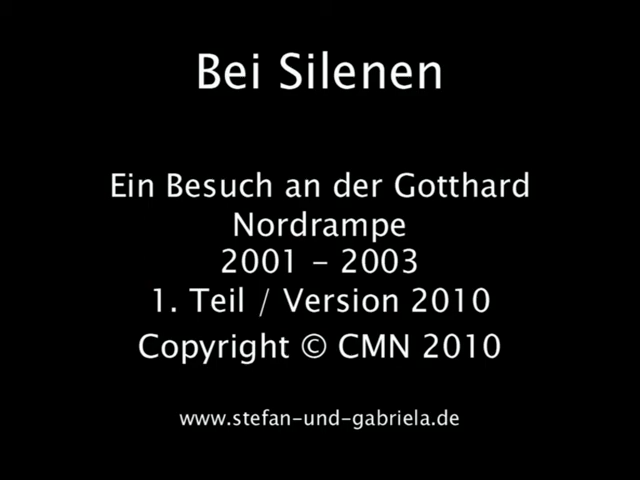 Bei Silenen
Ein Besuch an der Gotthard
Nordrampe
2001 - 2003
1. Teil / Version 2010
Copyright © CMN 2010
www.stefan-und-gabriela.de